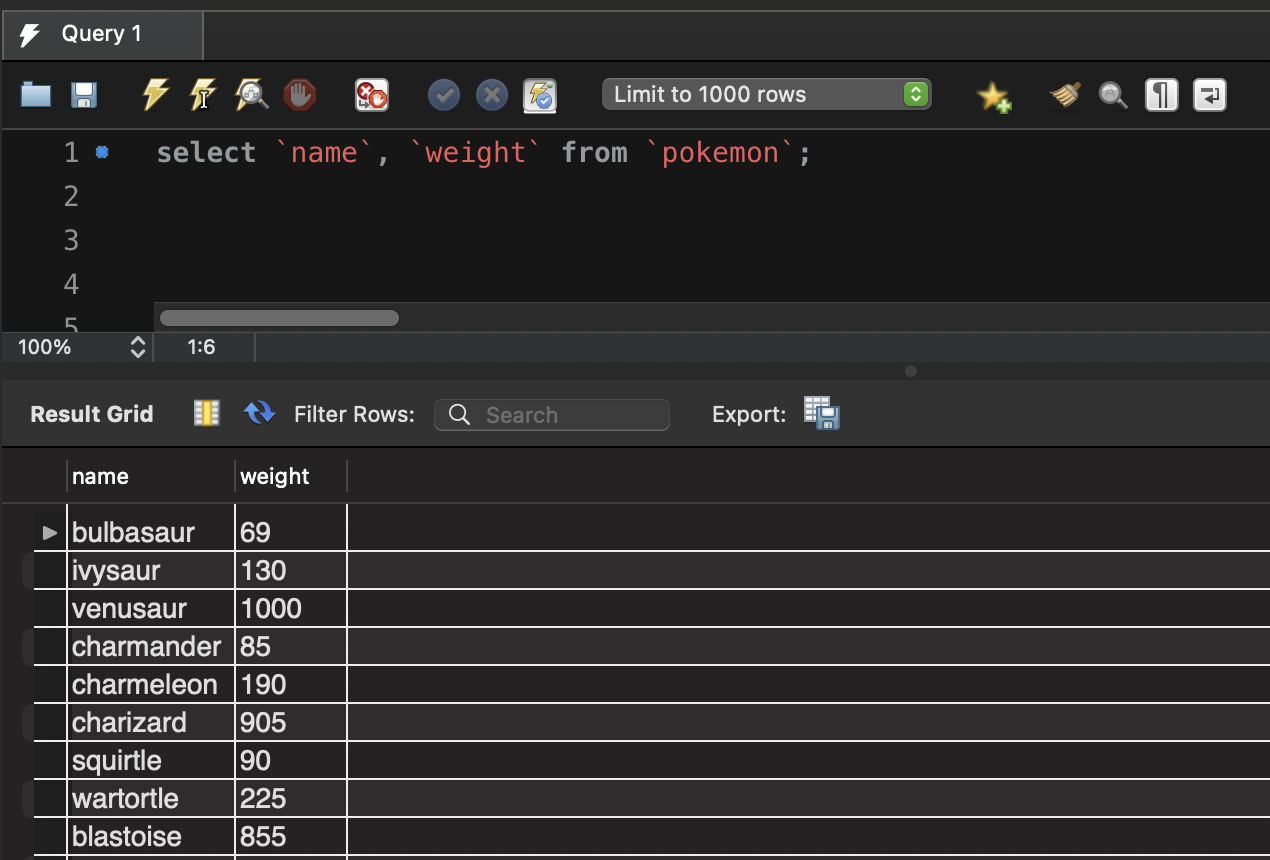 Query 1
Limit to 1000 rows
1 select `name`, `weight` from `pokemon`;
2
3
4
5
100% 1:6
Result Grid Filter Rows: Search Export:
name weight
bulbasaur 69
ivysaur 130
venusaur 1000
charmander 85
charmeleon 190
charizard 905
squirtle 90
wartortle 225
blastoise 855